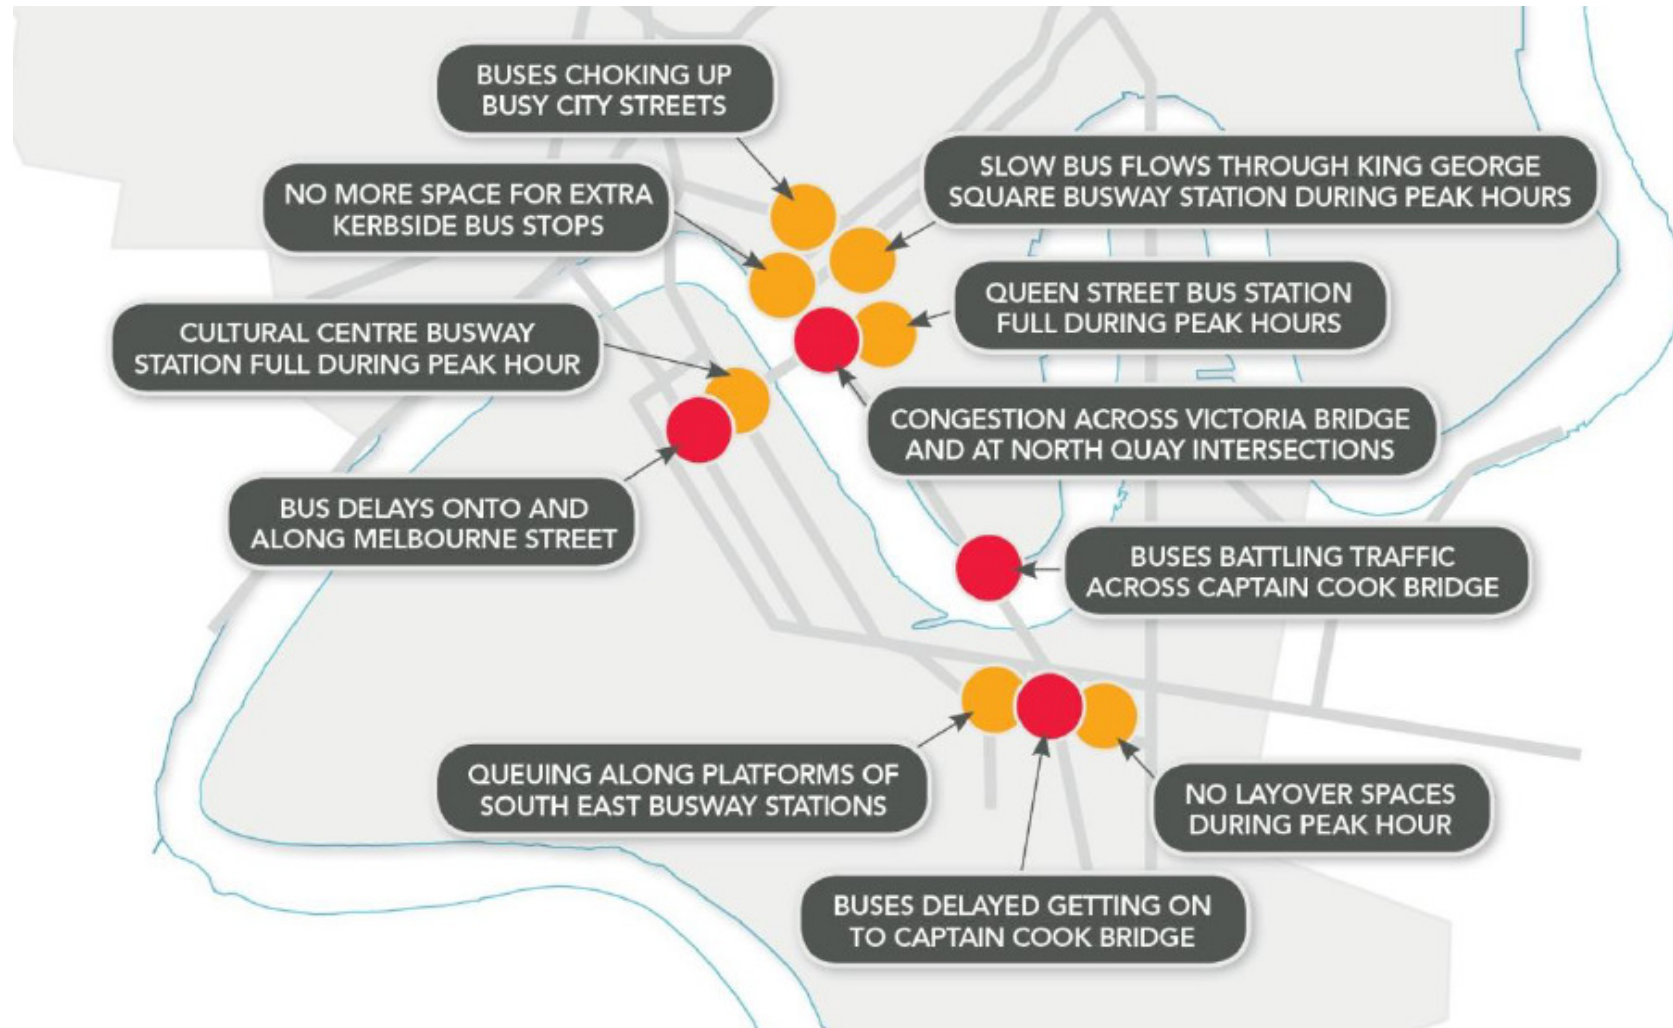 BUSES CHOKING UP
BUSY CITY STREETS
SLOW BUS FLOWS THROUGH KING GEORGE
SQUARE BUSWAY STATION DURING PEAK HOURS
NO MORE SPACE FOR EXTRA
KERBSIDE BUS STOPS
QUEEN STREET BUS STATION
FULL DURING PEAK HOURS
CULTURAL CENTRE BUSWAY
STATION FULL DURING PEAK HOUR
CONGESTION ACROSS VICTORIA BRIDGE
AND AT NORTH QUAY INTERSECTIONS
BUS DELAYS ONTO AND
ALONG MELBOURNE STREET
BUSES BATTLING TRAFFIC
ACROSS CAPTAIN COOK BRIDGE
QUEUING ALONG PLATFORMS OF
SOUTH EAST BUSWAY STATIONS
NO LAYOVER SPACES
DURING PEAK HOUR
BUSES DELAYED GETTING ON
TO CAPTAIN COOK BRIDGE